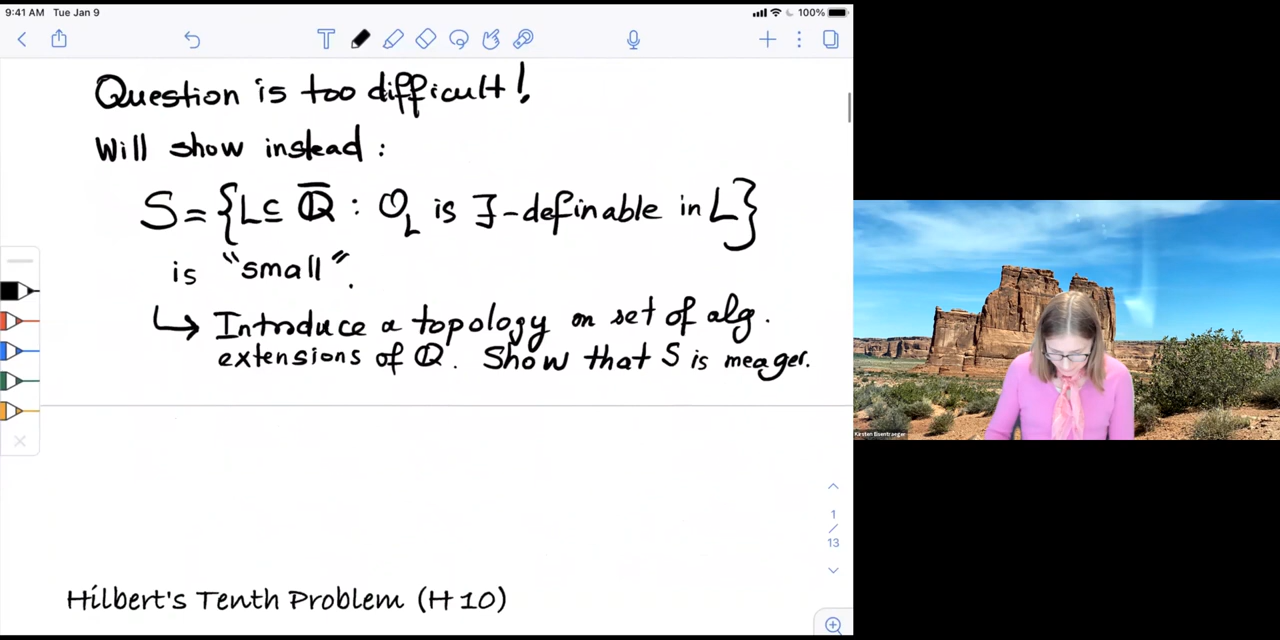 9:41 AM Tue Jan 9
100%
Question is too difficult!
Will show instead:
S = {L ⊆ ℚ̅ : 𝒪_L is ∃-definable in L}
is "small".
↳ Introduce a topology on set of alg.
extensions of ℚ. Show that S is meager.
1
/
13
Hilbert's Tenth Problem (H10)
Kirsten Eisentraeger